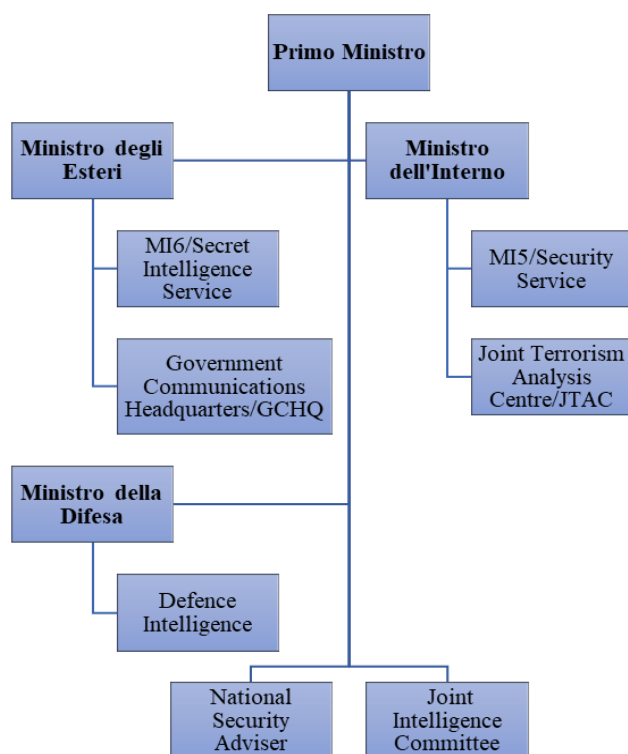 Primo Ministro
Ministro degli
Esteri
Ministro
dell'Interno
MI6/Secret
Intelligence
Service
MI5/Security
Service
Government
Communications
Headquarters/GCHQ
Joint Terrorism
Analysis
Centre/JTAC
Ministro della
Difesa
Defence
Intelligence
National
Security
Adviser
Joint
Intelligence
Committee